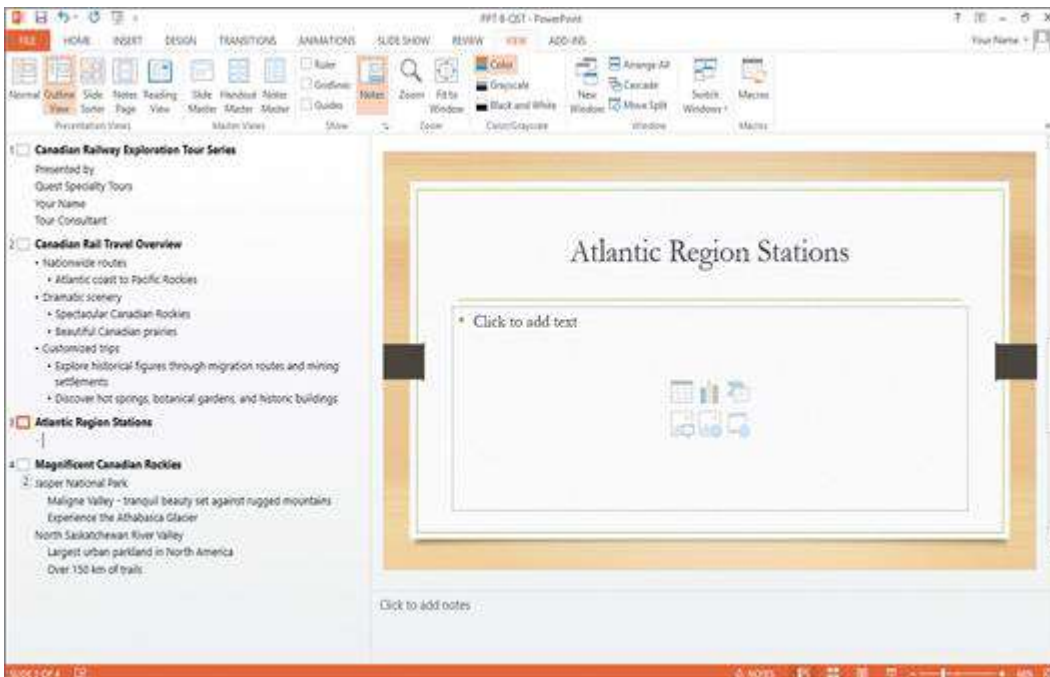 PPT B-QST - PowerPoint
?
Your Name
FILE HOME INSERT DESIGN TRANSITIONS ANIMATIONS SLIDE SHOW REVIEW VIEW ADD-INS
Normal Outline View Slide Sorter Notes Page Reading View
Slide Master Handout Master Notes Master
Ruler
Gridlines
Guides
Notes
Zoom Fit to Window
Color
Grayscale
Black and White
New Window
Arrange All
Cascade
Move Split
Switch Windows
Macros
Presentation Views Master Views Show Zoom Color/Grayscale Window Macros
1 Canadian Railway Exploration Tour Series
Presented by
Quest Specialty Tours
Your Name
Tour Consultant
2 Canadian Rail Travel Overview
• Nationwide routes
• Atlantic coast to Pacific Rockies
• Dramatic scenery
• Spectacular Canadian Rockies
• Beautiful Canadian prairies
• Customized trips
• Explore historical figures through migration routes and mining
settlements
• Discover hot springs, botanical gardens, and historic buildings
3 Atlantic Region Stations
4 Magnificent Canadian Rockies
2 Jasper National Park
Maligne Valley - tranquil beauty set against rugged mountains
Experience the Athabasca Glacier
North Saskatchewan River Valley
Largest urban parkland in North America
Over 150 km of trails
Atlantic Region Stations
• Click to add text
Click to add notes
SLIDE 3 OF 4
NOTES